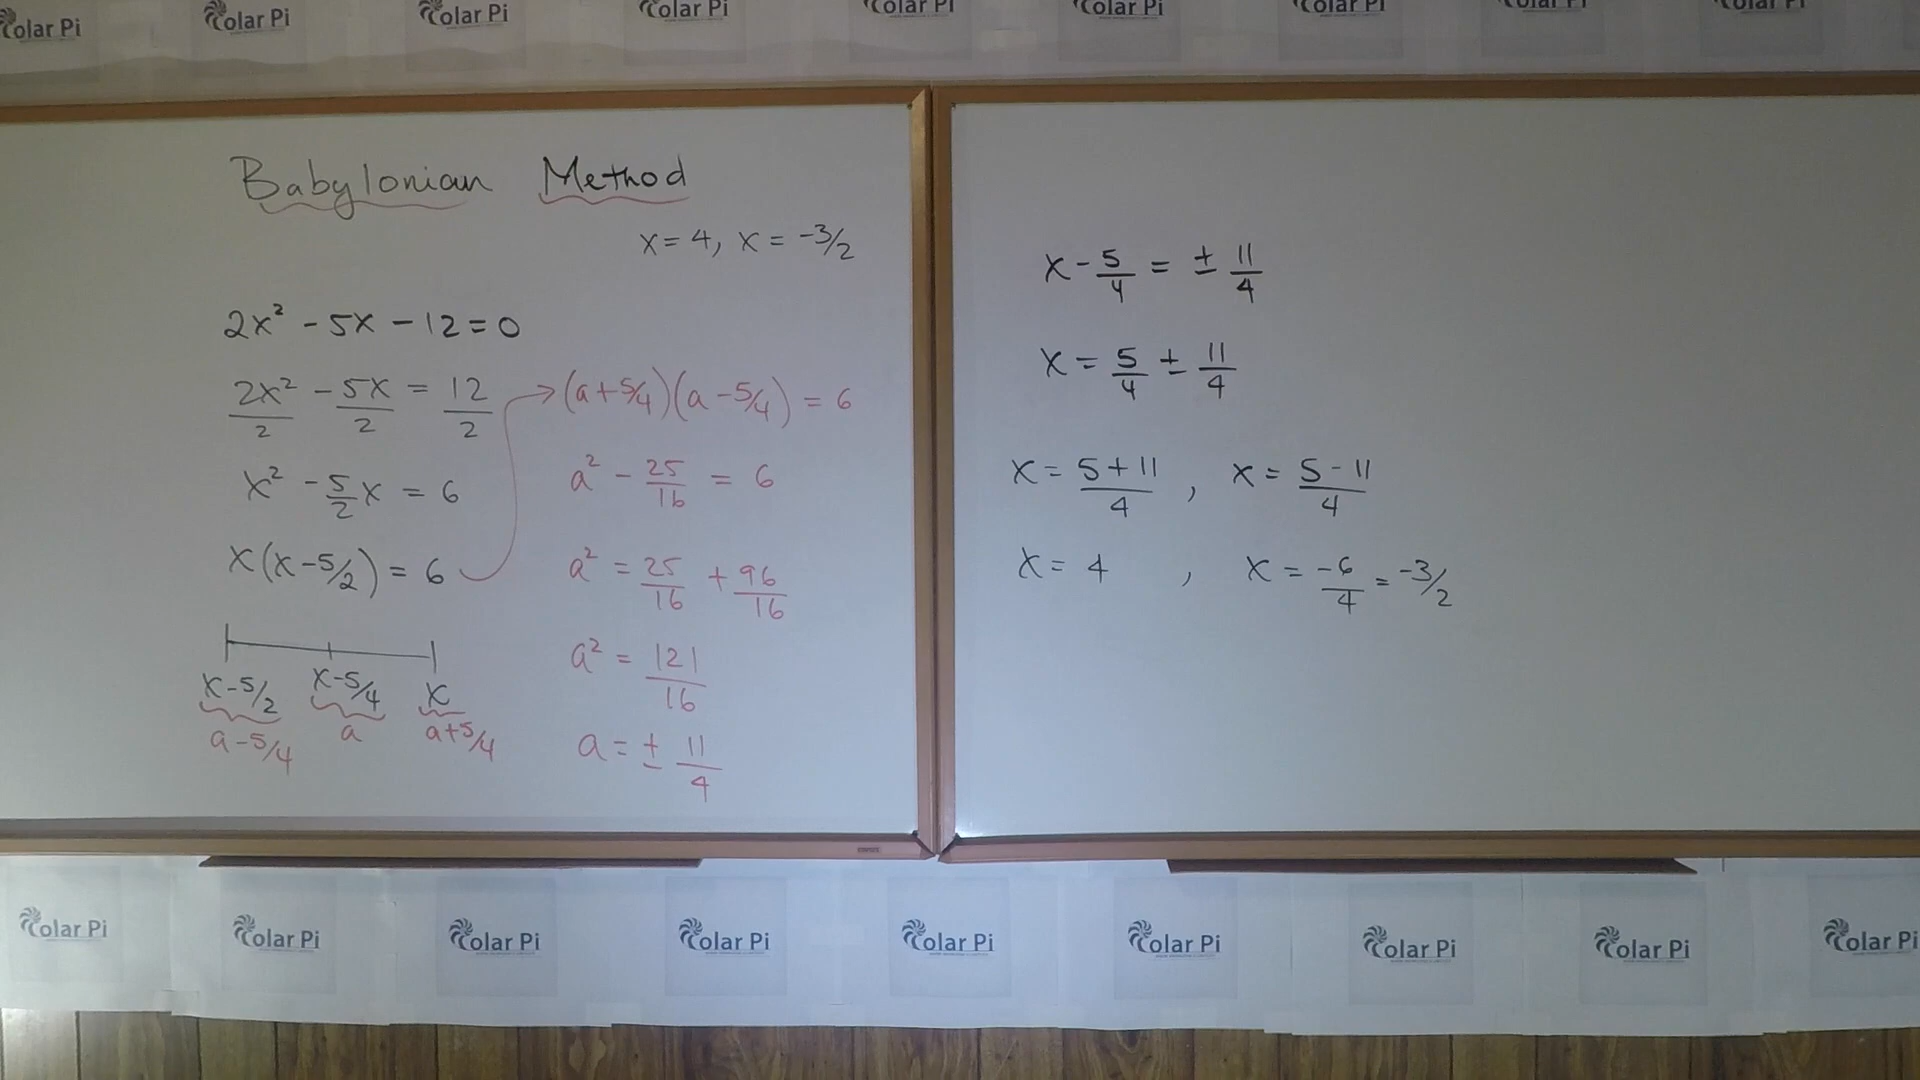 Colar Pi Colar Pi Colar Pi Colar Pi Colar Pi Colar Pi Colar Pi Colar Pi Colar Pi
Babylonian Method
x = 4, x = -3/2
2x² - 5x - 12 = 0
2x²/2 - 5x/2 = 12/2
x² - 5/2 x = 6
x(x - 5/2) = 6
x-5/2 x-5/4 x
a-5/4 a a+5/4
→ (a + 5/4)(a - 5/4) = 6
a² - 25/16 = 6
a² = 25/16 + 96/16
a² = 121/16
a = ± 11/4
x - 5/4 = ± 11/4
x = 5/4 ± 11/4
x = 5+11/4 , x = 5-11/4
x = 4 , x = -6/4 = -3/2
Colar Pi Colar Pi Colar Pi Colar Pi Colar Pi Colar Pi Colar Pi Colar Pi Colar Pi